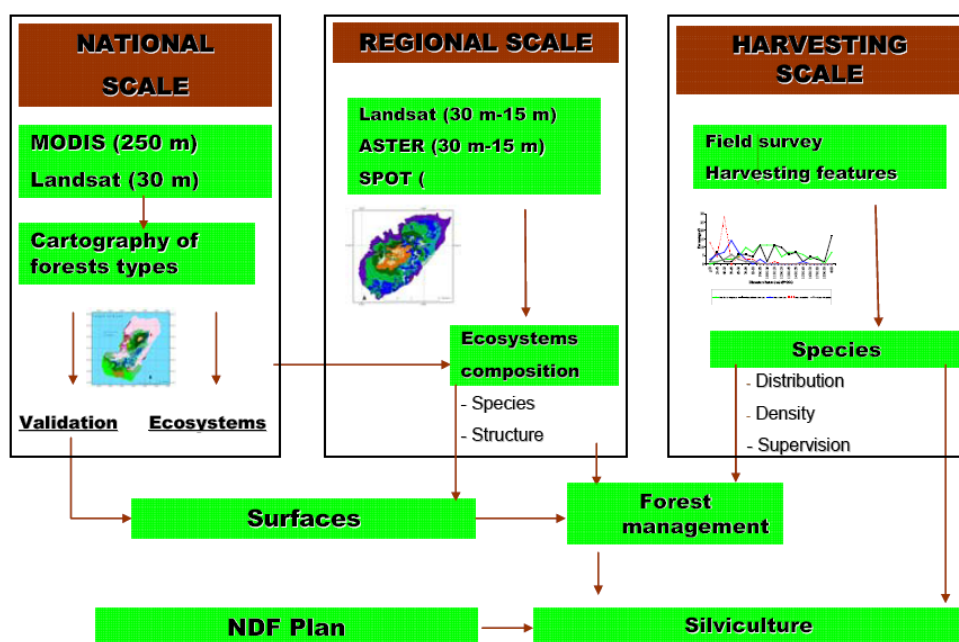 NATIONAL
SCALE
MODIS (250 m)
Landsat (30 m)
Cartography of
forests types
Validation
Ecosystems
REGIONAL SCALE
Landsat (30 m-15 m)
ASTER (30 m-15 m)
SPOT (
Ecosystems
composition
- Species
- Structure
HARVESTING
SCALE
Field survey
Harvesting features
Species
- Distribution
- Density
- Supervision
Surfaces
Forest
management
NDF Plan
Silviculture